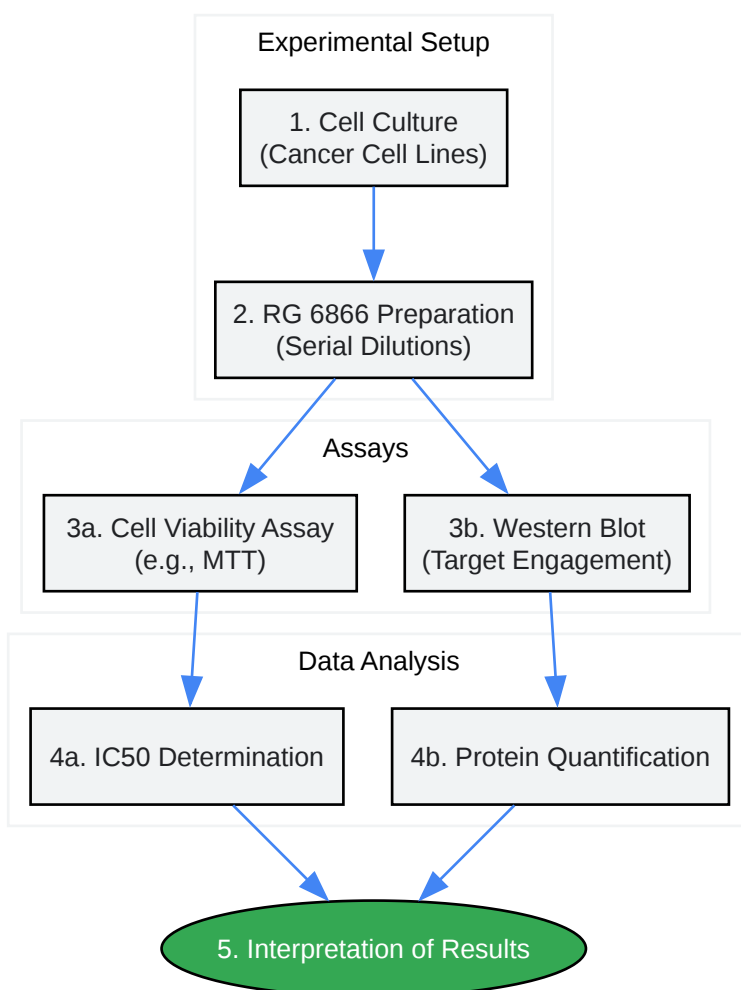 Experimental Setup
1. Cell Culture
(Cancer Cell Lines)
2. RG 6866 Preparation
(Serial Dilutions)
Assays
3a. Cell Viability Assay
(e.g., MTT)
3b. Western Blot
(Target Engagement)
Data Analysis
4a. IC50 Determination
4b. Protein Quantification
5. Interpretation of Results